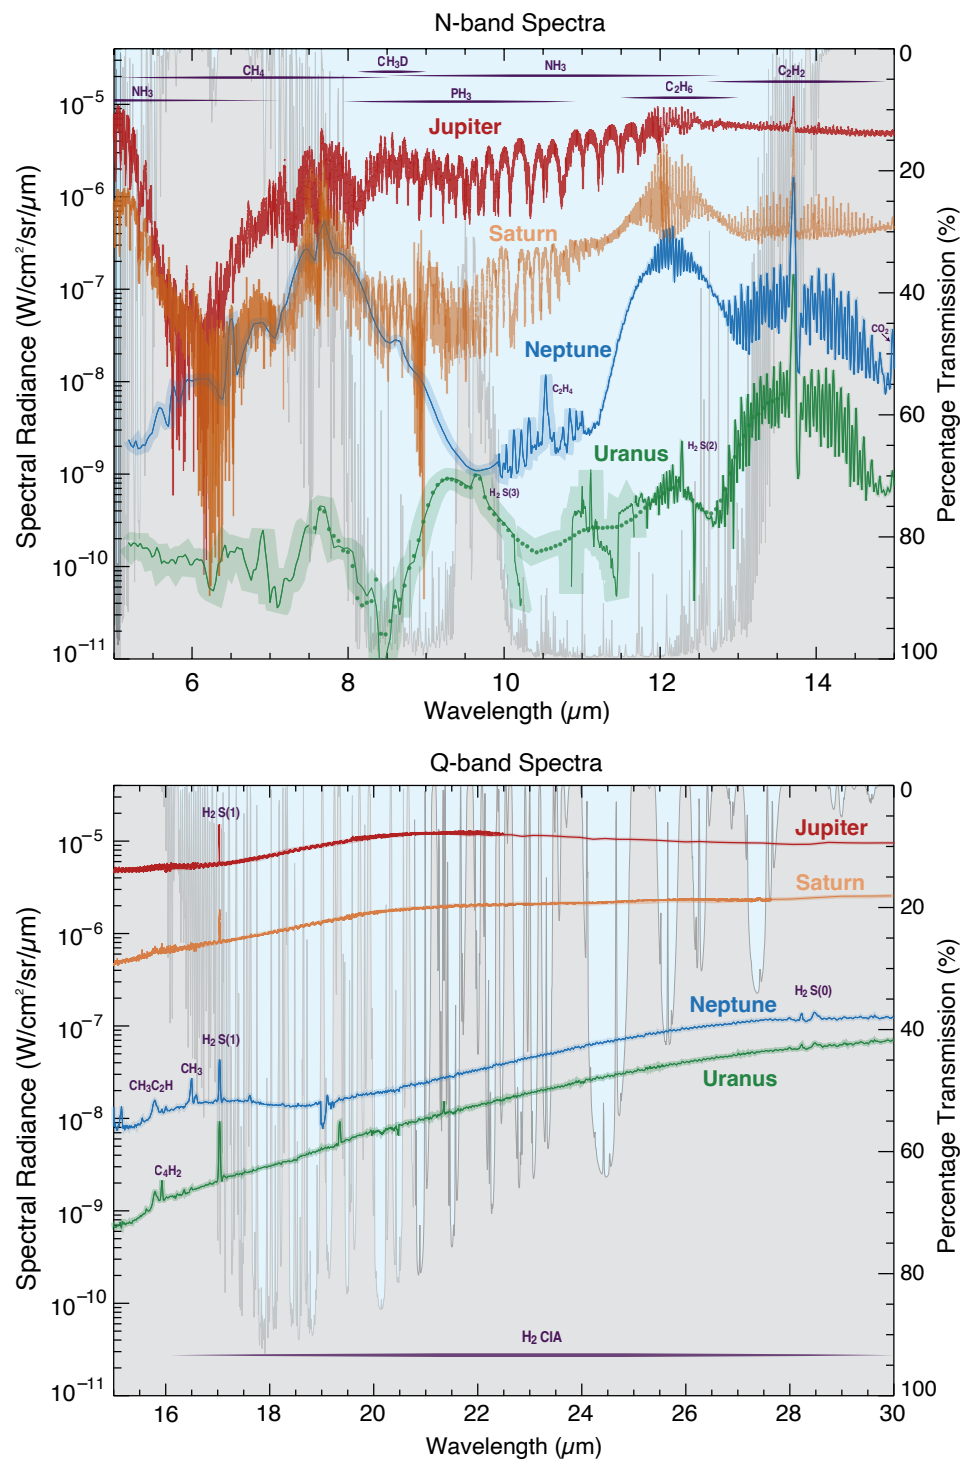 N-band Spectra
CH3D
CH4
NH3
C2H2
NH3
PH3
C2H6
Jupiter
Saturn
Neptune
CO2
C2H4
Uranus
H2 S(2)
H2 S(3)
10−5
10−6
10−7
10−8
10−9
10−10
10−11
Spectral Radiance (W/cm2/sr/μm)
0
20
40
60
80
100
Percentage Transmission (%)
6 8 10 12 14
Wavelength (μm)
Q-band Spectra
H2 S(1)
Jupiter
Saturn
H2 S(0)
Neptune
H2 S(1)
CH3
CH3C2H
Uranus
C4H2
H2 CIA
10−5
10−6
10−7
10−8
10−9
10−10
10−11
Spectral Radiance (W/cm2/sr/μm)
0
20
40
60
80
100
Percentage Transmission (%)
16 18 20 22 24 26 28 30
Wavelength (μm)